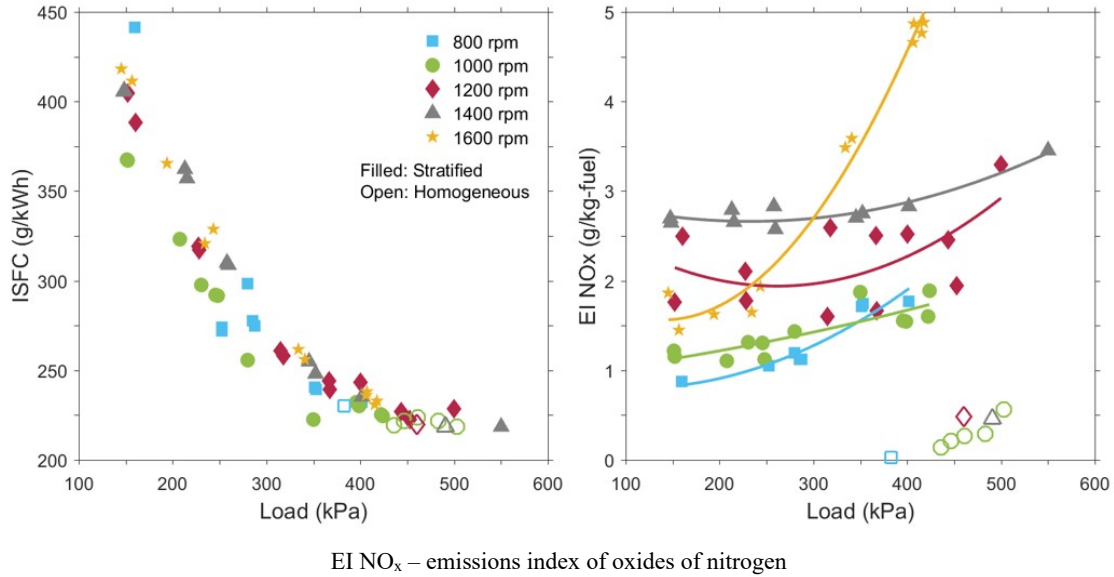 450
400
350
300
250
200
ISFC (g/kWh)
100 200 300 400 500 600
Load (kPa)
800 rpm
1000 rpm
1200 rpm
1400 rpm
1600 rpm
Filled: Stratified
Open: Homogeneous
5
4
3
2
1
0
EI NOx (g/kg-fuel)
100 200 300 400 500 600
Load (kPa)
EI NOₓ – emissions index of oxides of nitrogen